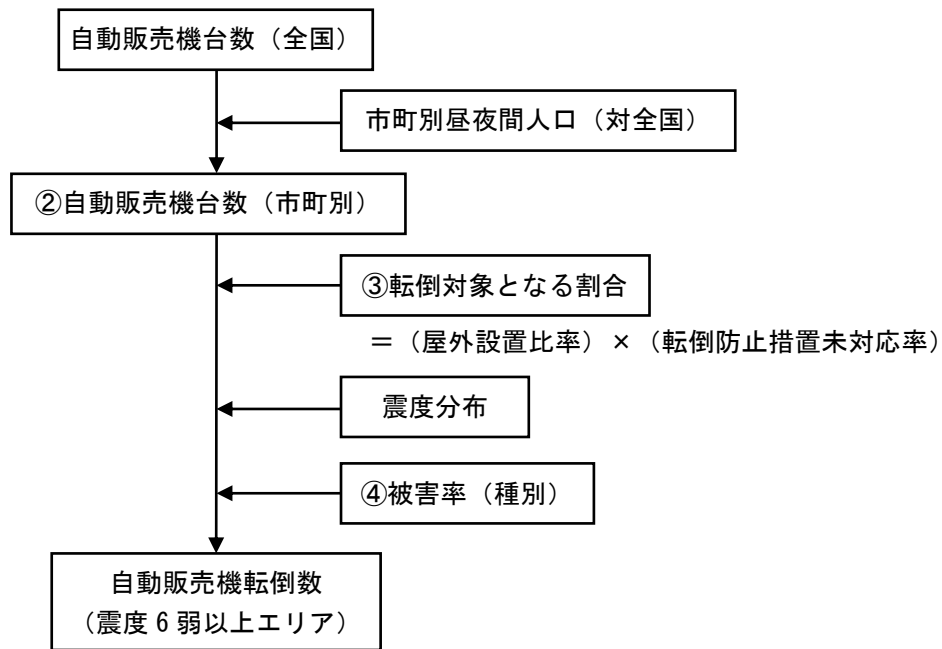 自動販売機台数（全国）
市町別昼夜間人口（対全国）
②自動販売機台数（市町別）
③転倒対象となる割合
＝（屋外設置比率）×（転倒防止措置未対応率）
震度分布
④被害率（種別）
自動販売機転倒数
（震度６弱以上エリア）